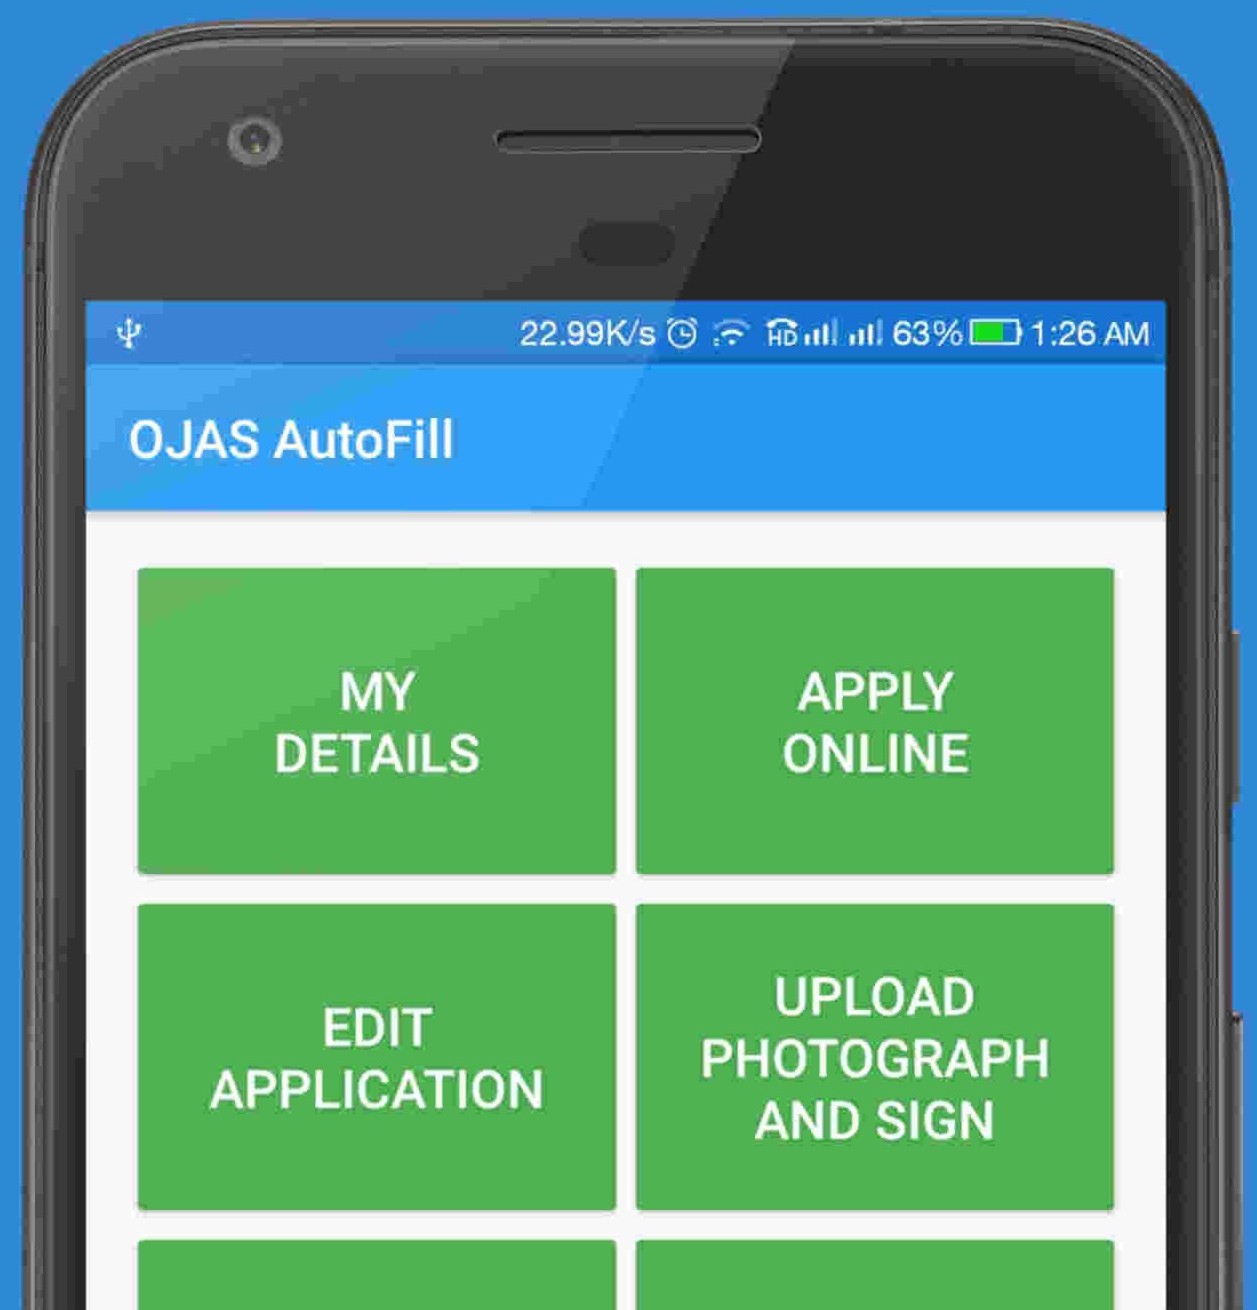 22.99K/s HD 63% 1:26 AM
OJAS AutoFill
MY
DETAILS
APPLY
ONLINE
EDIT
APPLICATION
UPLOAD
PHOTOGRAPH
AND SIGN